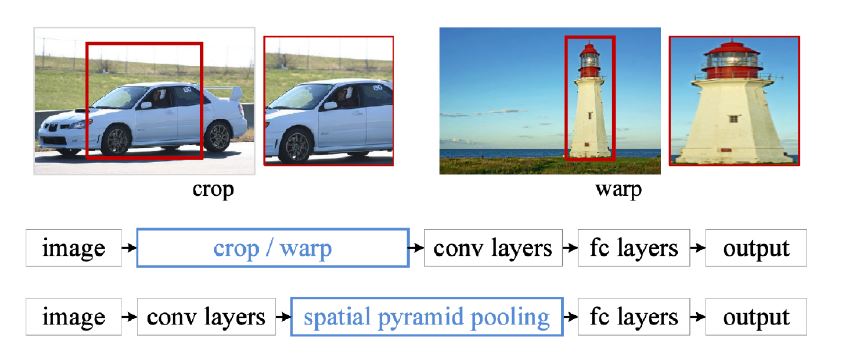 crop
warp
image crop / warp conv layers fc layers output
image conv layers spatial pyramid pooling fc layers output